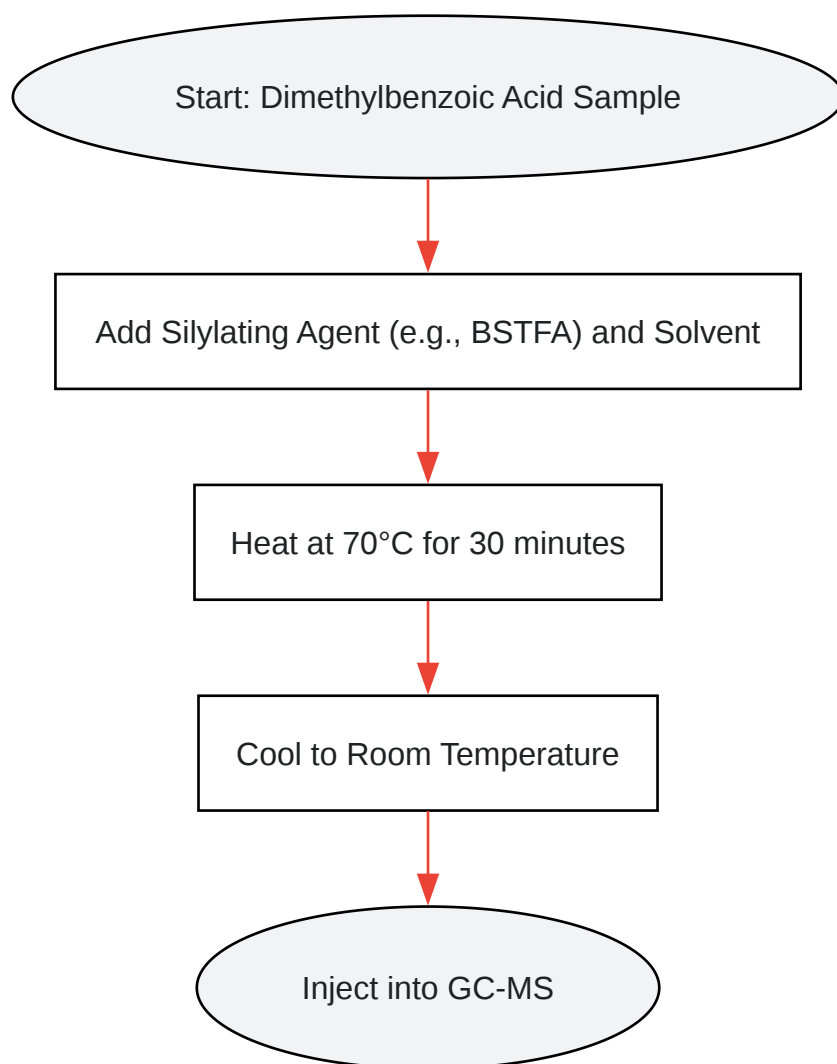 Start: Dimethylbenzoic Acid Sample
Add Silylating Agent (e.g., BSTFA) and Solvent
Heat at 70°C for 30 minutes
Cool to Room Temperature
Inject into GC-MS